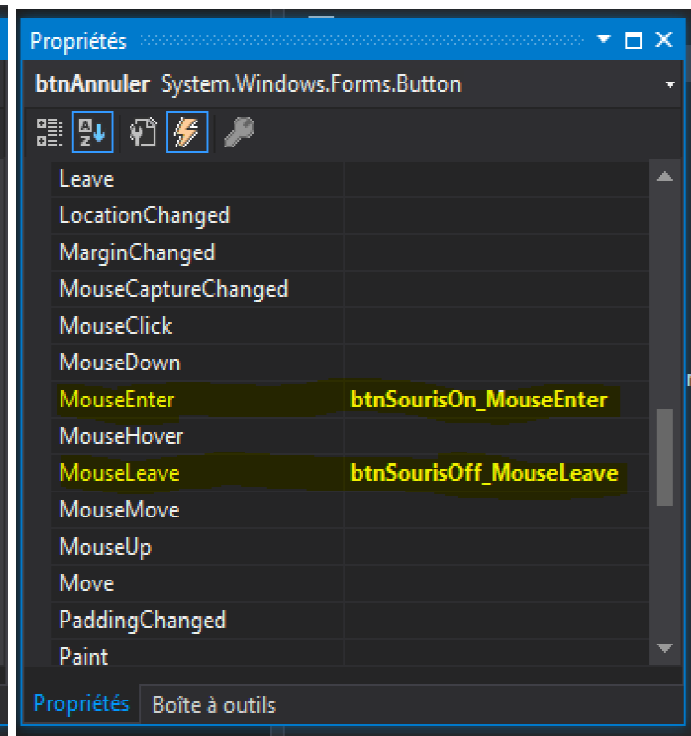 Propriétés
btnAnnuler System.Windows.Forms.Button
Leave
LocationChanged
MarginChanged
MouseCaptureChanged
MouseClick
MouseDown
MouseEnter btnSourisOn_MouseEnter
MouseHover
MouseLeave btnSourisOff_MouseLeave
MouseMove
MouseUp
Move
PaddingChanged
Paint
Propriétés Boîte à outils